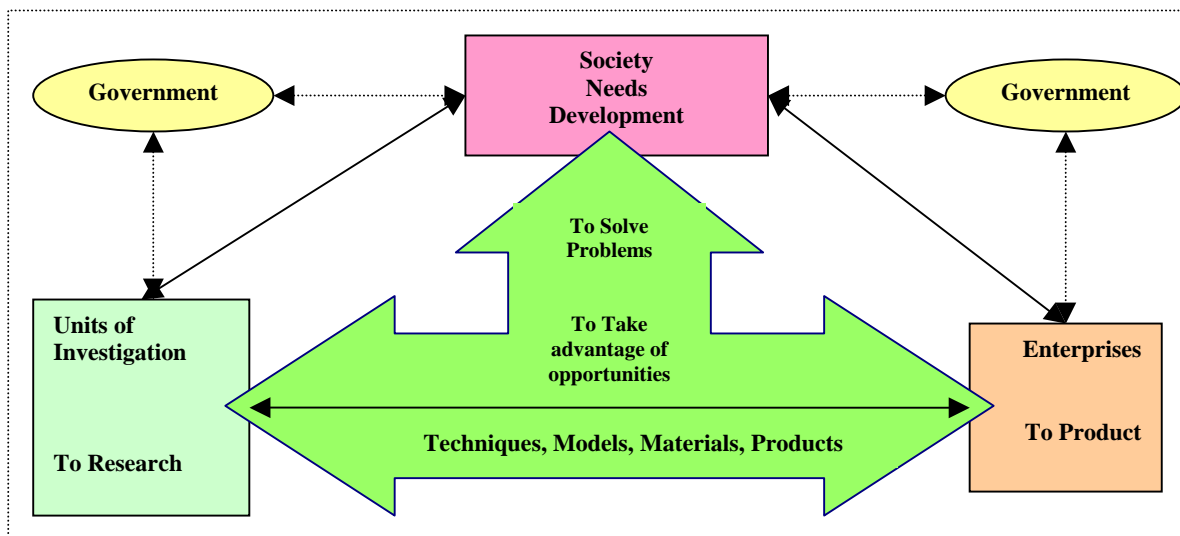 Government
Society
Needs
Development
Government
To Solve
Problems
Units of
Investigation
To Research
To Take
advantage of
opportunities
Techniques, Models, Materials, Products
Enterprises
To Product